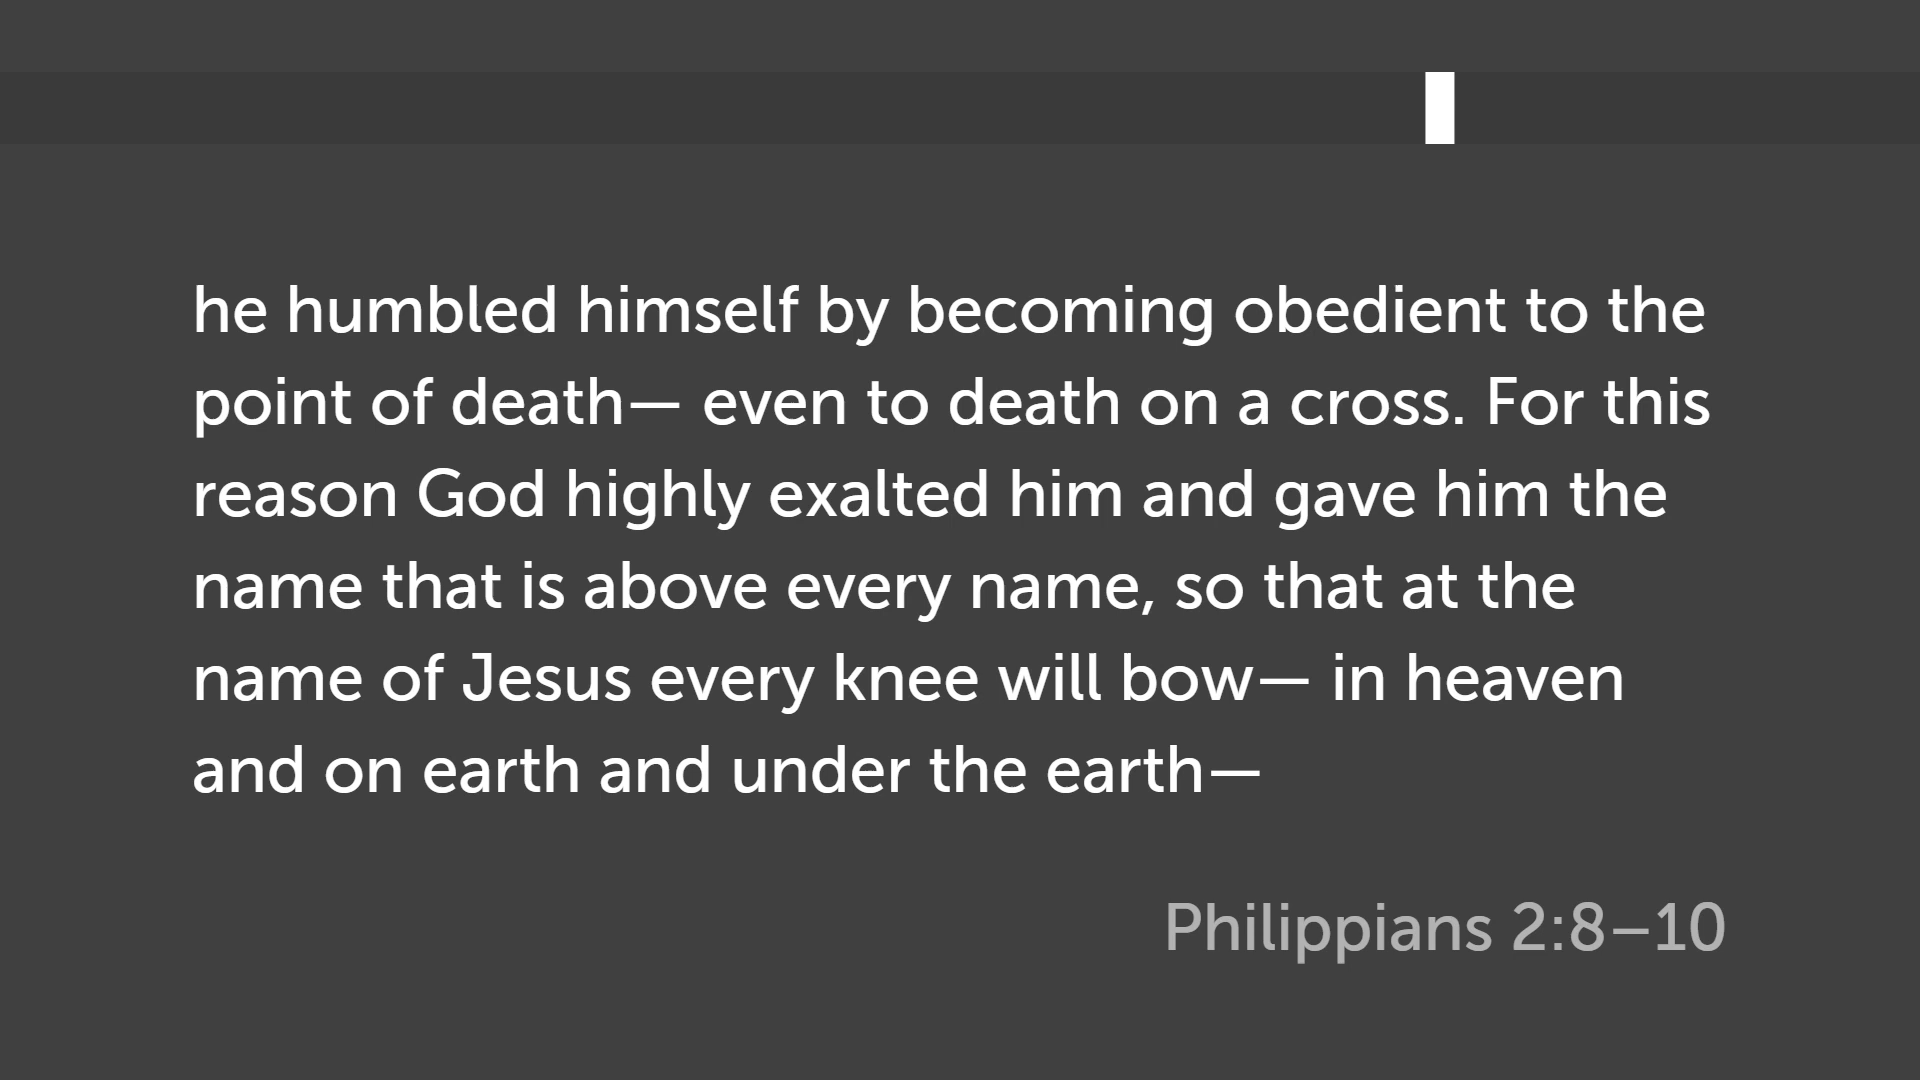 he humbled himself by becoming obedient to the
point of death— even to death on a cross. For this
reason God highly exalted him and gave him the
name that is above every name, so that at the
name of Jesus every knee will bow— in heaven
and on earth and under the earth—
Philippians 2:8–10